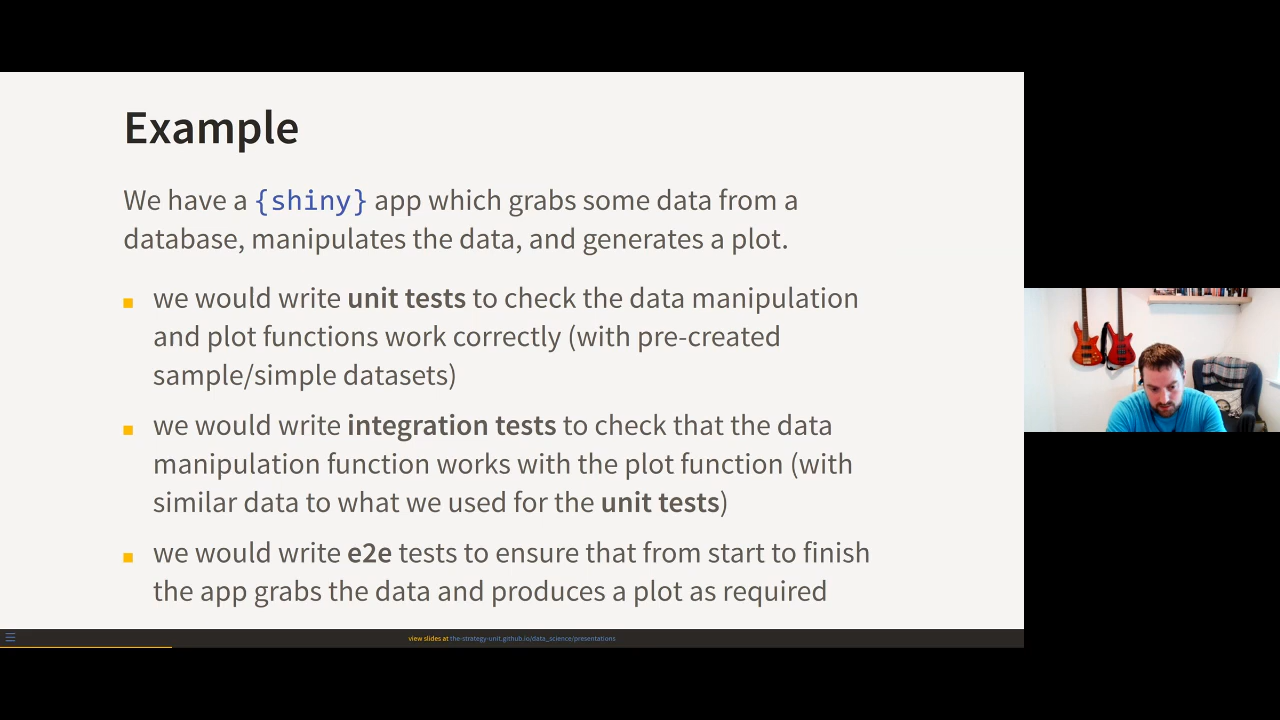 Example
We have a {shiny} app which grabs some data from a
database, manipulates the data, and generates a plot.
we would write unit tests to check the data manipulation
and plot functions work correctly (with pre-created
sample/simple datasets)
we would write integration tests to check that the data
manipulation function works with the plot function (with
similar data to what we used for the unit tests)
we would write e2e tests to ensure that from start to finish
the app grabs the data and produces a plot as required
view slides at the-strategy-unit.github.io/data_science/presentations